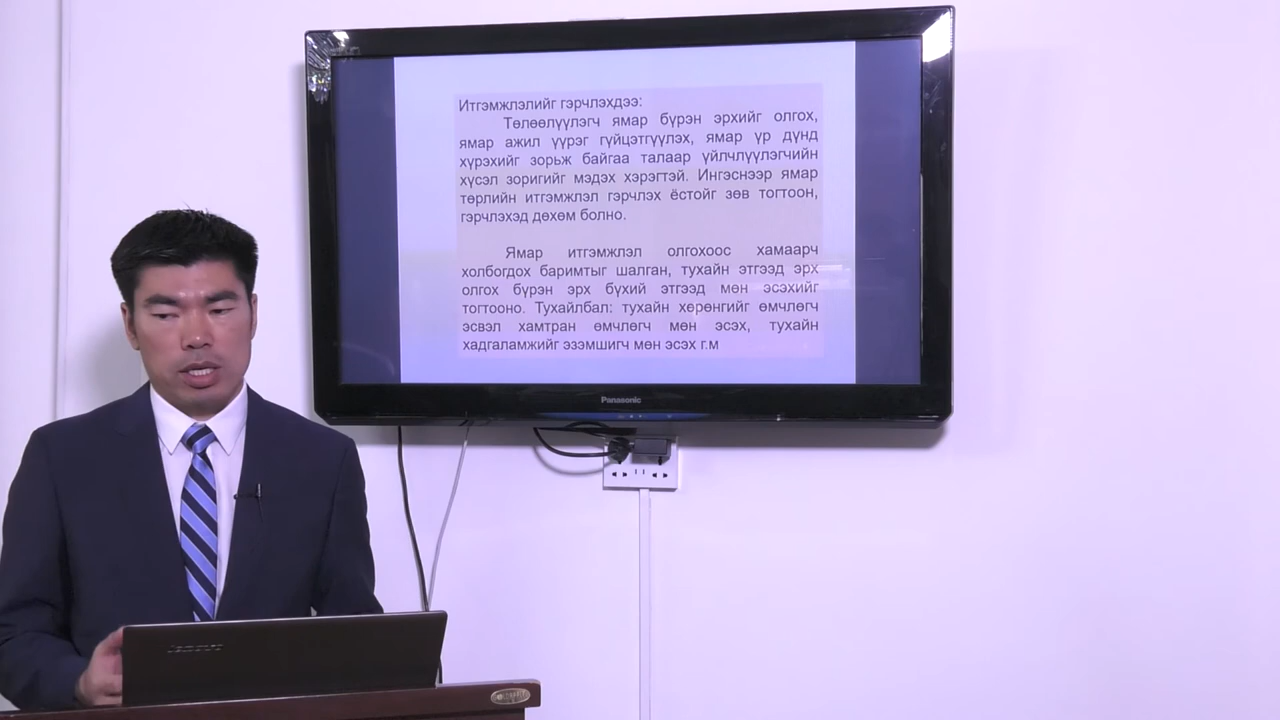 Итгэмжлэлийг гэрчлэхдээ:
Төлөөлүүлэгч ямар бүрэн эрхийг олгох,
ямар ажил үүрэг гүйцэтгүүлэх, ямар үр дүнд
хүрэхийг зорьж байгаа талаар үйлчлүүлэгчийн
хүсэл зоригийг мэдэх хэрэгтэй. Ингэснээр ямар
төрлийн итгэмжлэл гэрчлэх ёстойг зөв тогтоон,
гэрчлэхэд дөхөм болно.
Ямар итгэмжлэл олгохоос хамаарч
холбогдох баримтыг шалган, тухайн этгээд эрх
олгох бүрэн эрх бүхий этгээд мөн эсэхийг
тогтооно. Тухайлбал: тухайн хөрөнгийг өмчлөгч
эсвэл хамтран өмчлөгч мөн эсэх, тухайн
хадгаламжийг эзэмшигч мөн эсэх г.м
Panasonic
lenovo